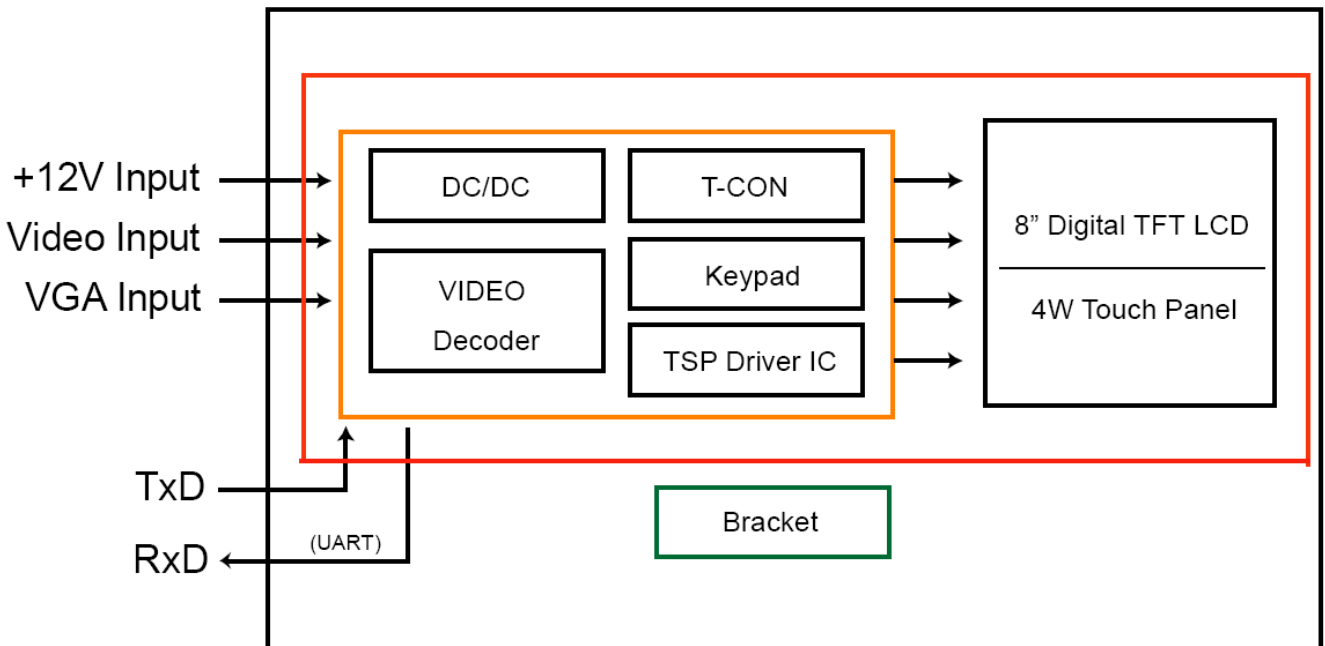 +12V Input
Video Input
VGA Input
TxD
RxD
(UART)
DC/DC
VIDEO
Decoder
T-CON
Keypad
TSP Driver IC
8” Digital TFT LCD
4W Touch Panel
Bracket